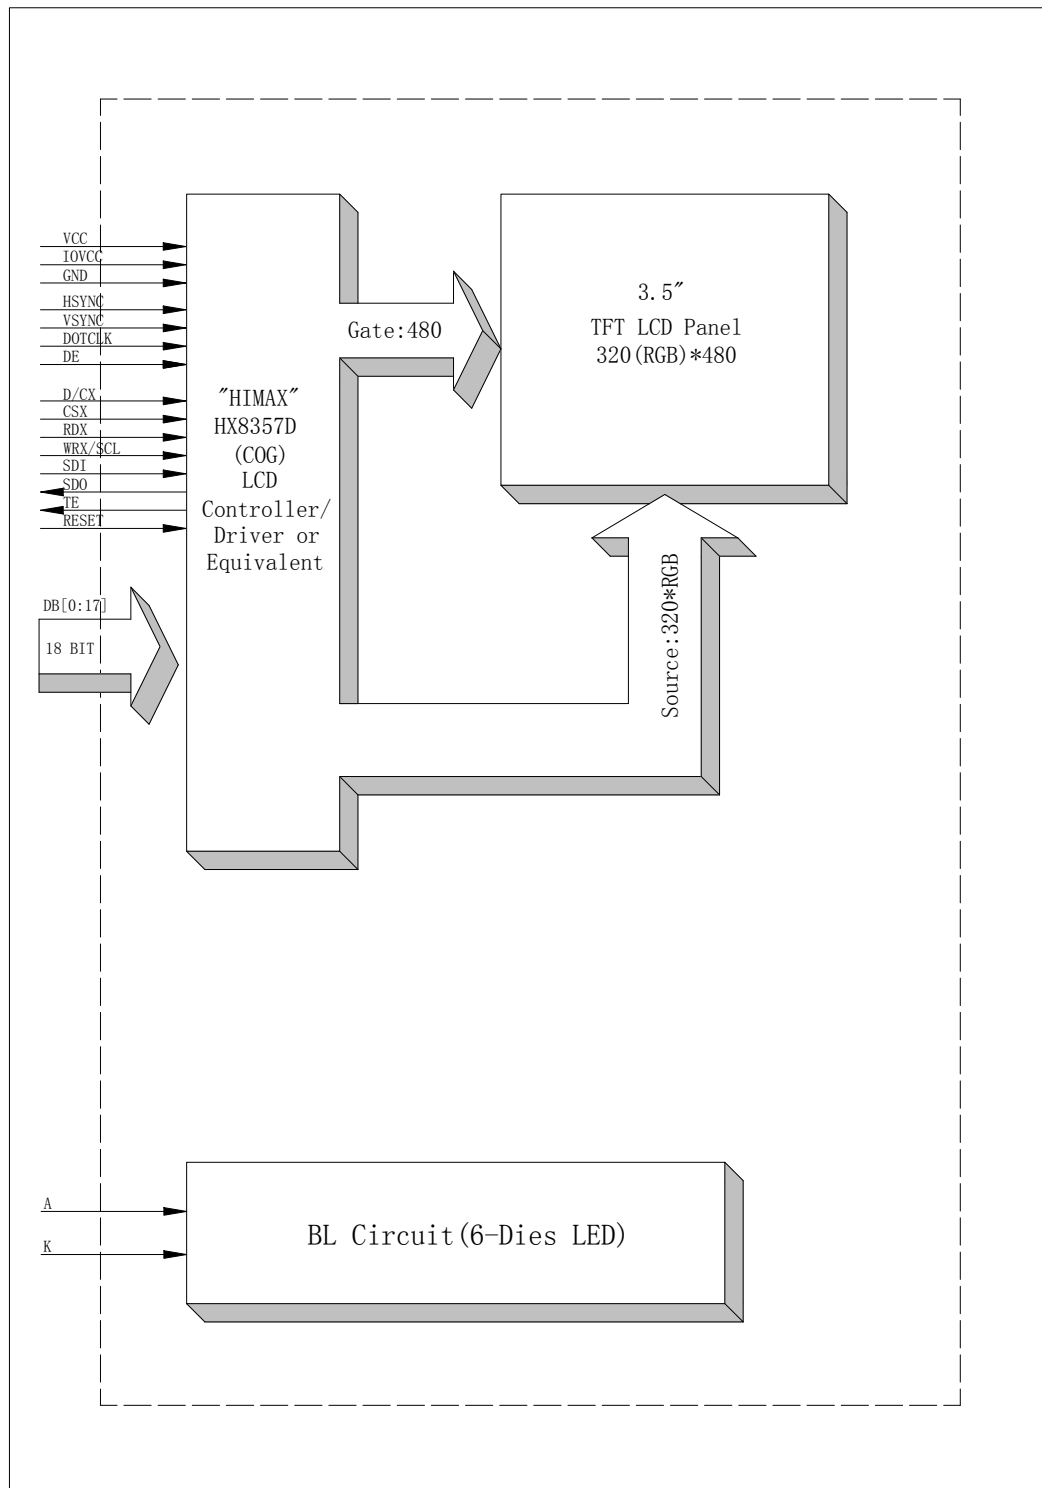 VCC
IOVCC
GND
HSYNC
VSYNC
DOTCLK
DE
D/CX
CSX
RDX
WRX/SCL
SDI
SDO
TE
RESET
DB[0:17]
18 BIT
"HIMAX"
HX8357D
(COG)
LCD
Controller/
Driver or
Equivalent
Gate:480
3.5"
TFT LCD Panel
320(RGB)*480
Source:320*RGB
A
K
BL Circuit(6-Dies LED)